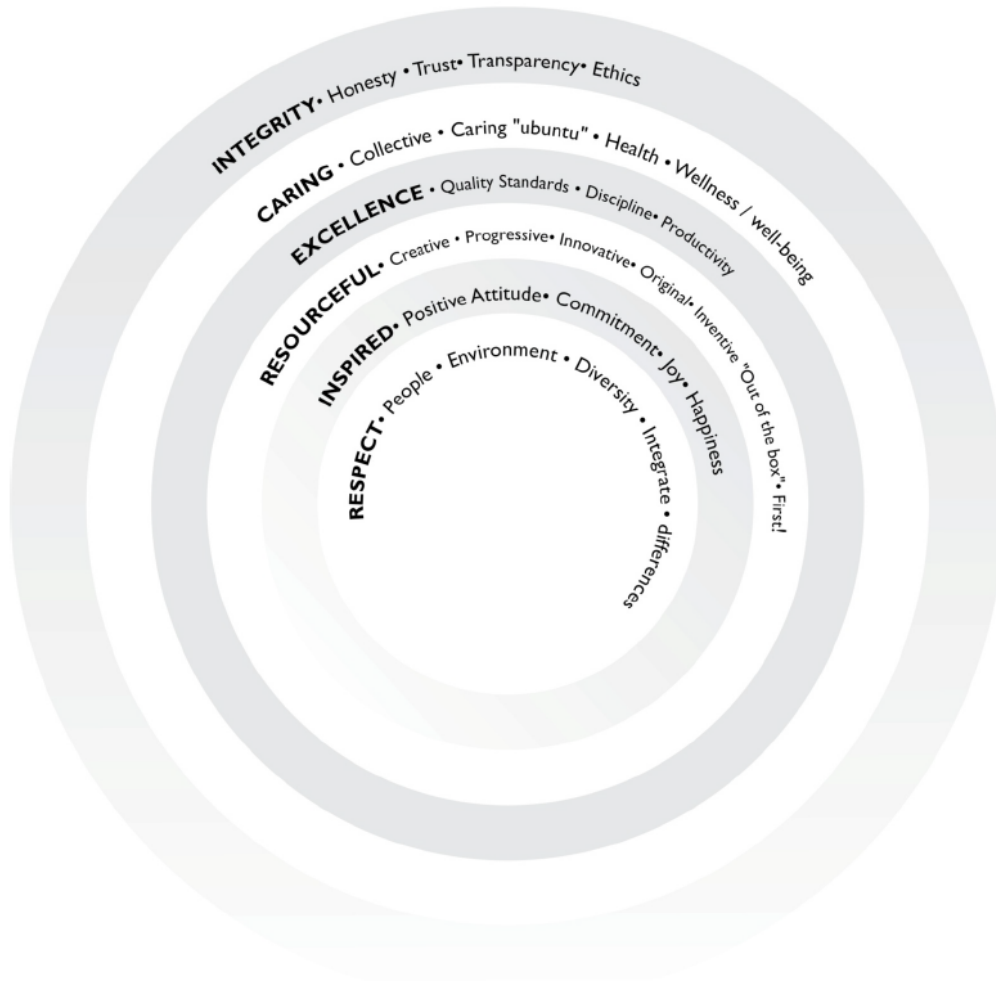 INTEGRITY• Honesty • Trust• Transparency• Ethics
CARING • Collective • Caring "ubuntu" • Health • Wellness / well-being
EXCELLENCE • Quality Standards • Discipline• Productivity
RESOURCEFUL• Creative • Progressive• Innovative• Original• Inventive "Out of the box"• First!
INSPIRED• Positive Attitude• Commitment• Joy• Happiness
RESPECT• People • Environment • Diversity • Integrate • differences